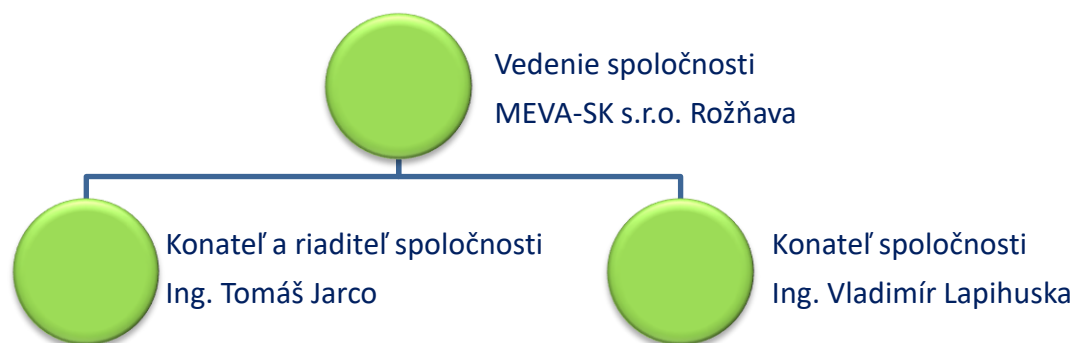 Vedenie spoločnosti
MEVA-SK s.r.o. Rožňava
Konateľ a riaditeľ spoločnosti
Ing. Tomáš Jarco
Konateľ spoločnosti
Ing. Vladimír Lapihuska